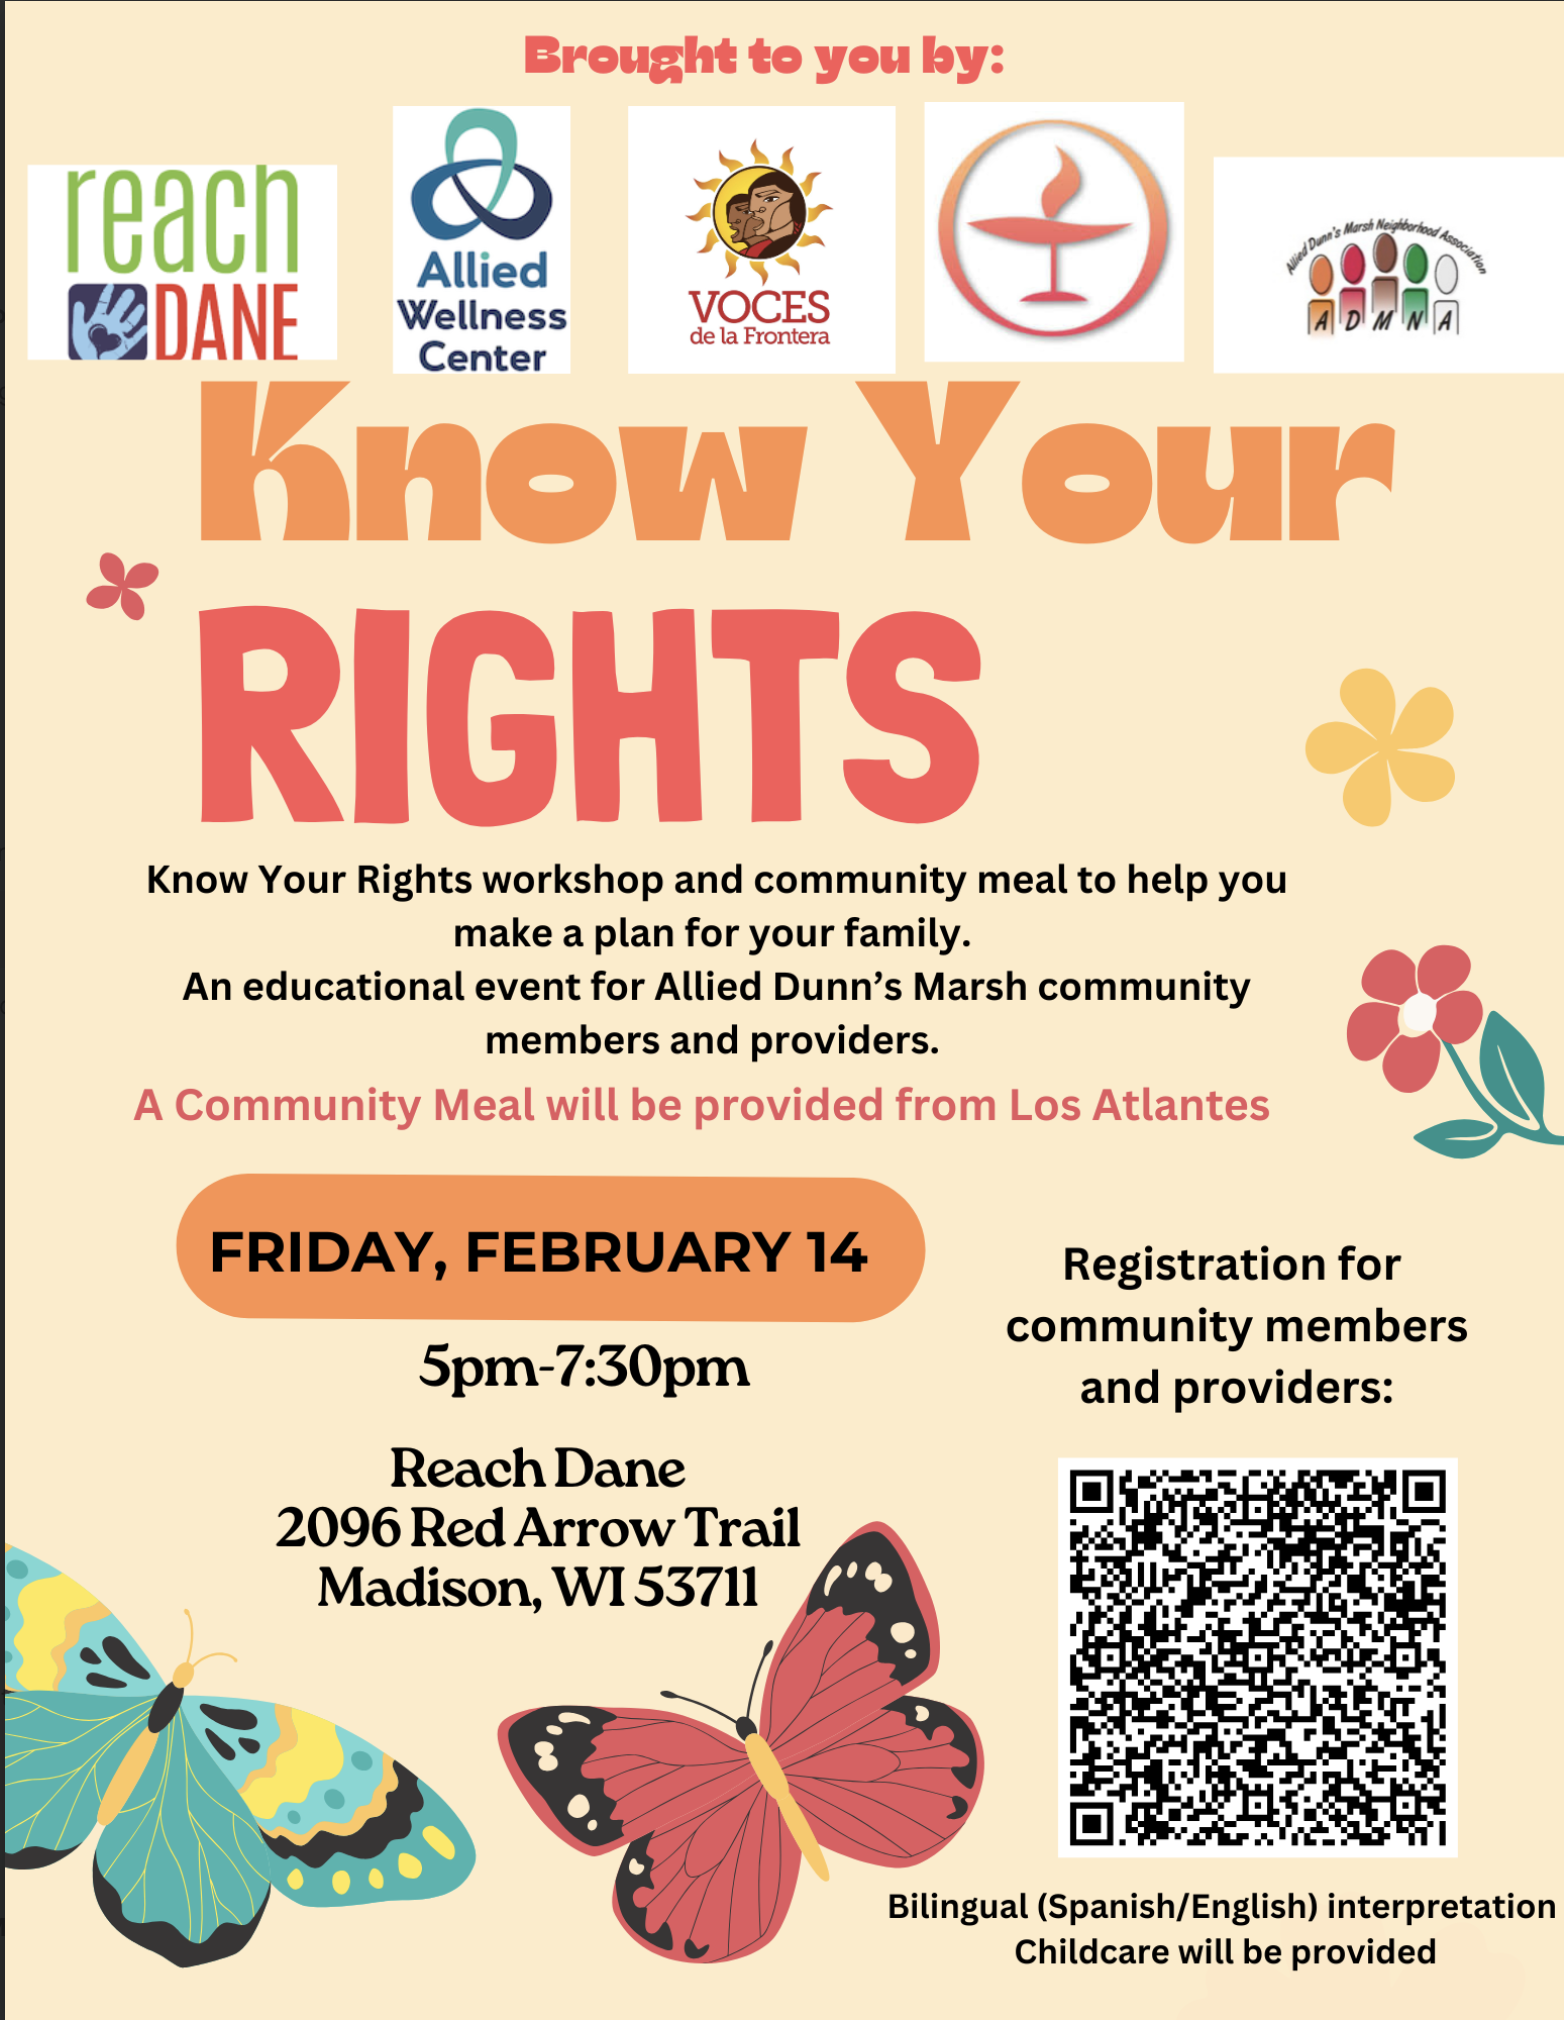 Brought to you by:
reach
DANE
Allied
Wellness
Center
VOCES
de la Frontera
Allied Dunn's Marsh Neighborhood Association
A D M N A
Know Your
RIGHTS
Know Your Rights workshop and community meal to help you
make a plan for your family.
An educational event for Allied Dunn’s Marsh community
members and providers.
A Community Meal will be provided from Los Atlantes
FRIDAY, FEBRUARY 14
5pm-7:30pm
Reach Dane
2096 Red Arrow Trail
Madison, WI 53711
Registration for
community members
and providers:
Bilingual (Spanish/English) interpretation
Childcare will be provided